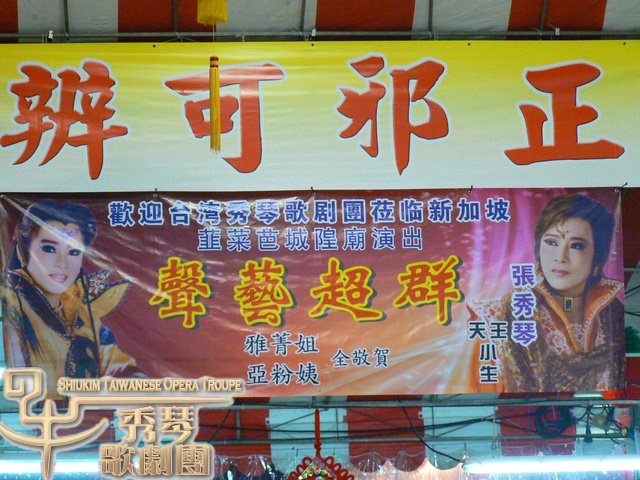 正邪可辨
歡迎台湾秀琴歌剧團莅临新加坡
韮菜芭城隍廟演出
聲藝超群
雅菁姐
亞粉姨
全敬賀
張秀琴
天王小生
SHIUKIM TAIWANESE OPERA TROUPE
秀琴
歌劇團